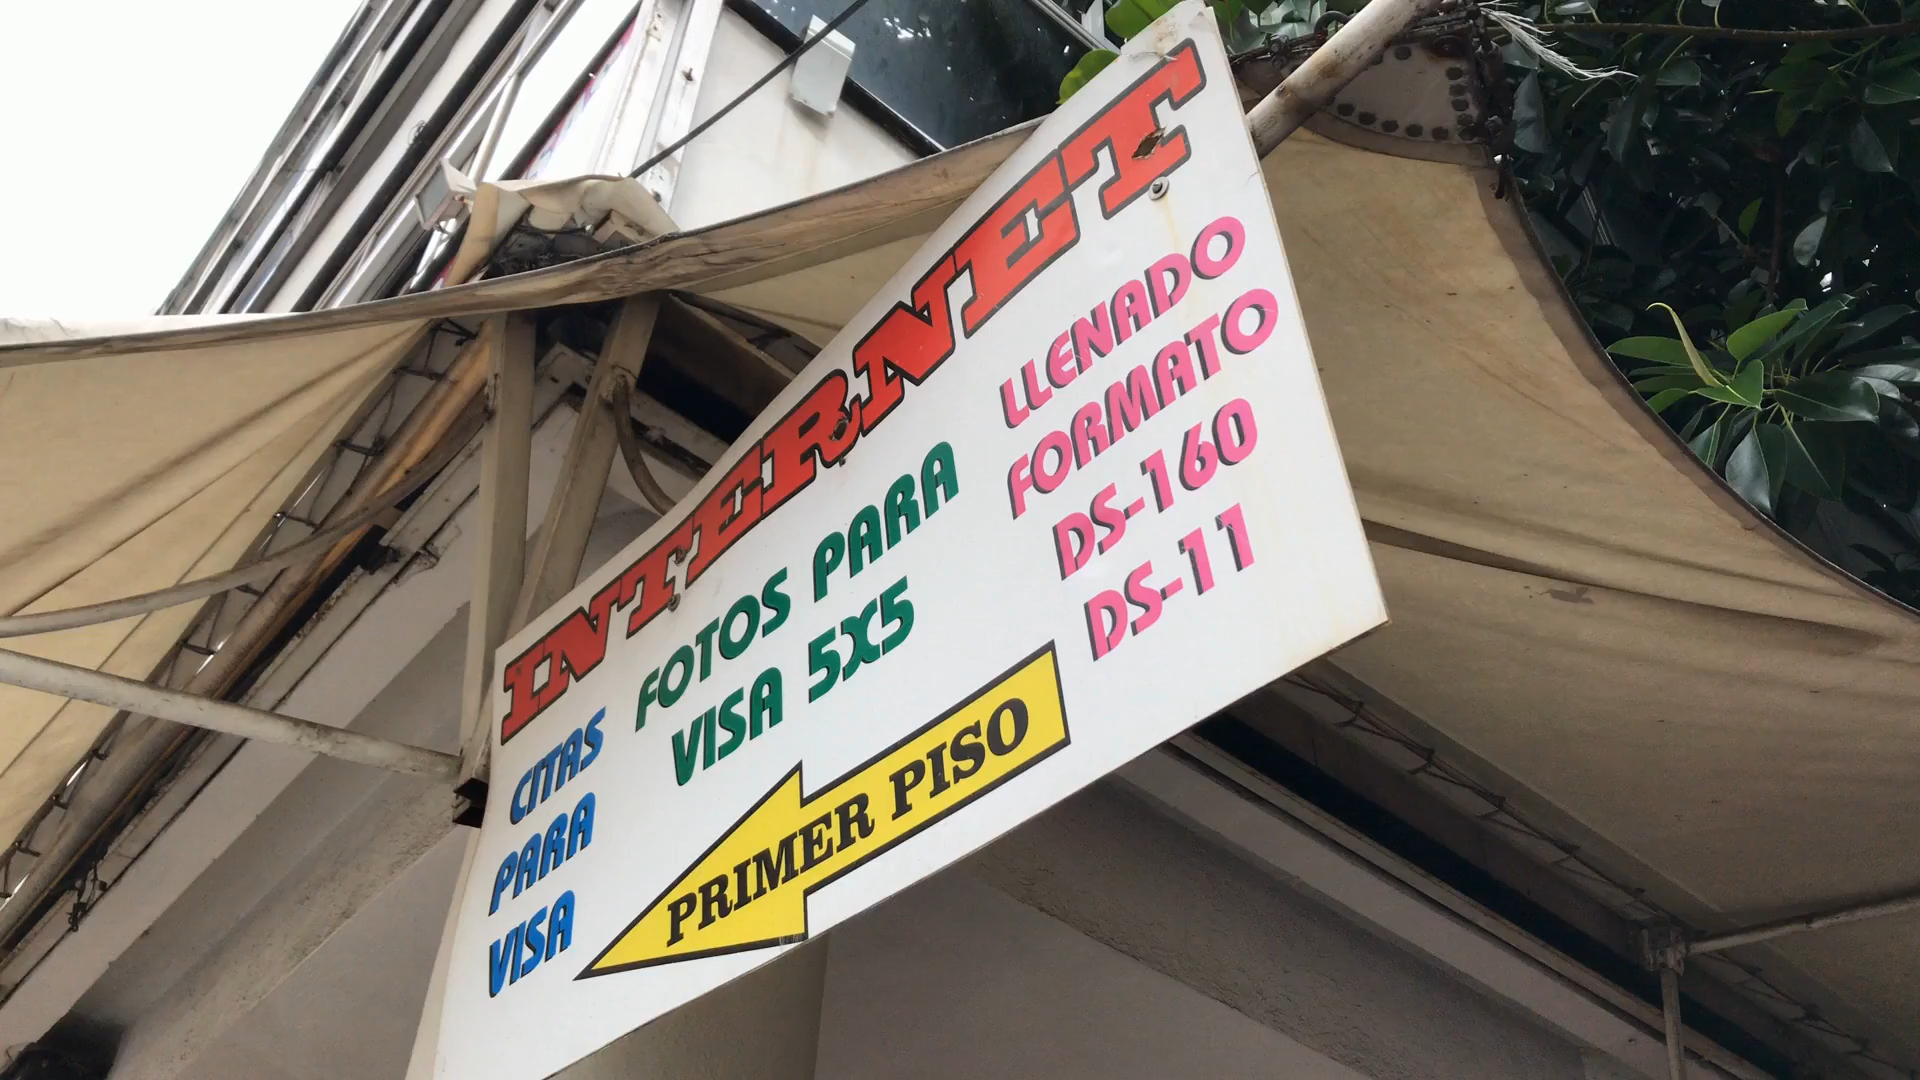 INTERNET
CITAS
PARA
VISA
FOTOS PARA
VISA 5X5
LLENADO
FORMATO
DS-160
DS-11
PRIMER PISO